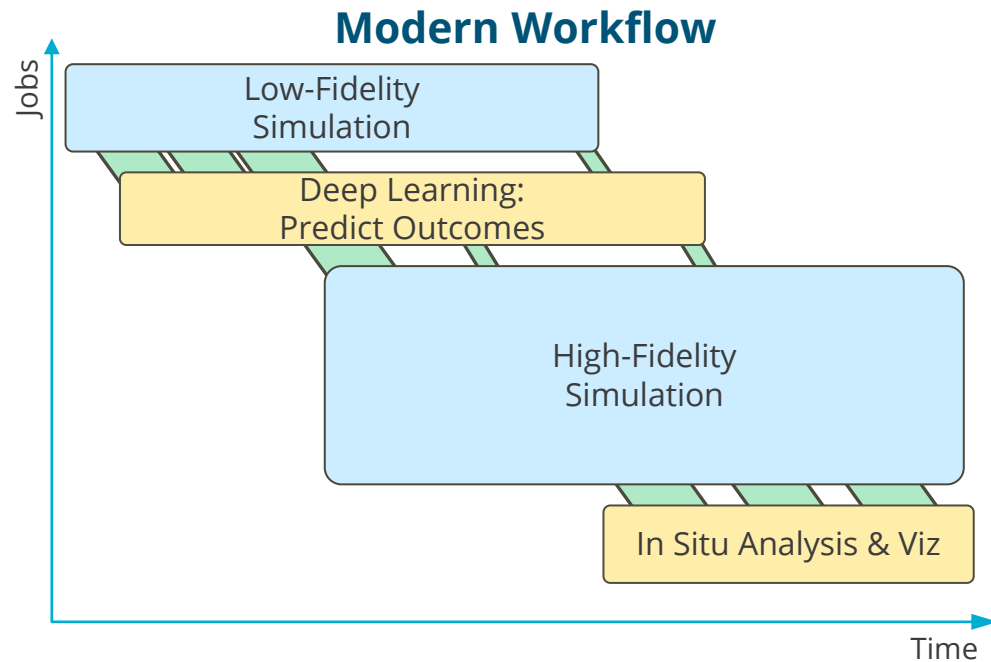 Modern Workflow
Jobs
Low-Fidelity
Simulation
Deep Learning:
Predict Outcomes
High-Fidelity
Simulation
In Situ Analysis & Viz
Time